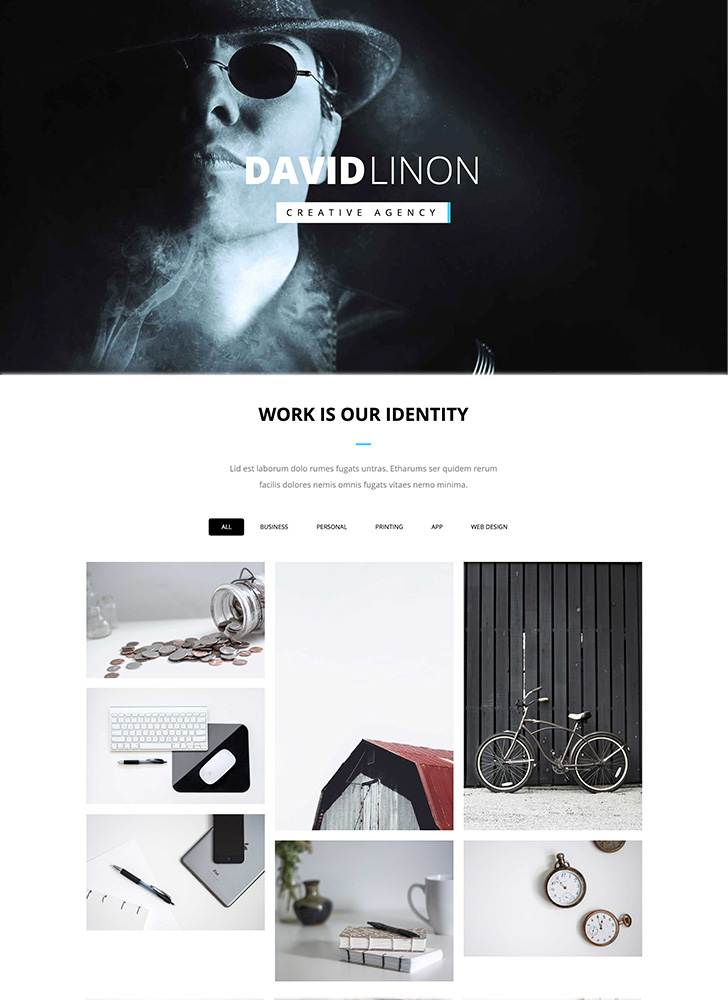 DAVID LINON
CREATIVE AGENCY
WORK IS OUR IDENTITY
Lid est laborum dolo rumes fugats untras. Etharums ser quidem rerum
facilis dolores nemis omnis fugats vitaes nemo minima.
ALL BUSINESS PERSONAL PRINTING APP WEB DESIGN